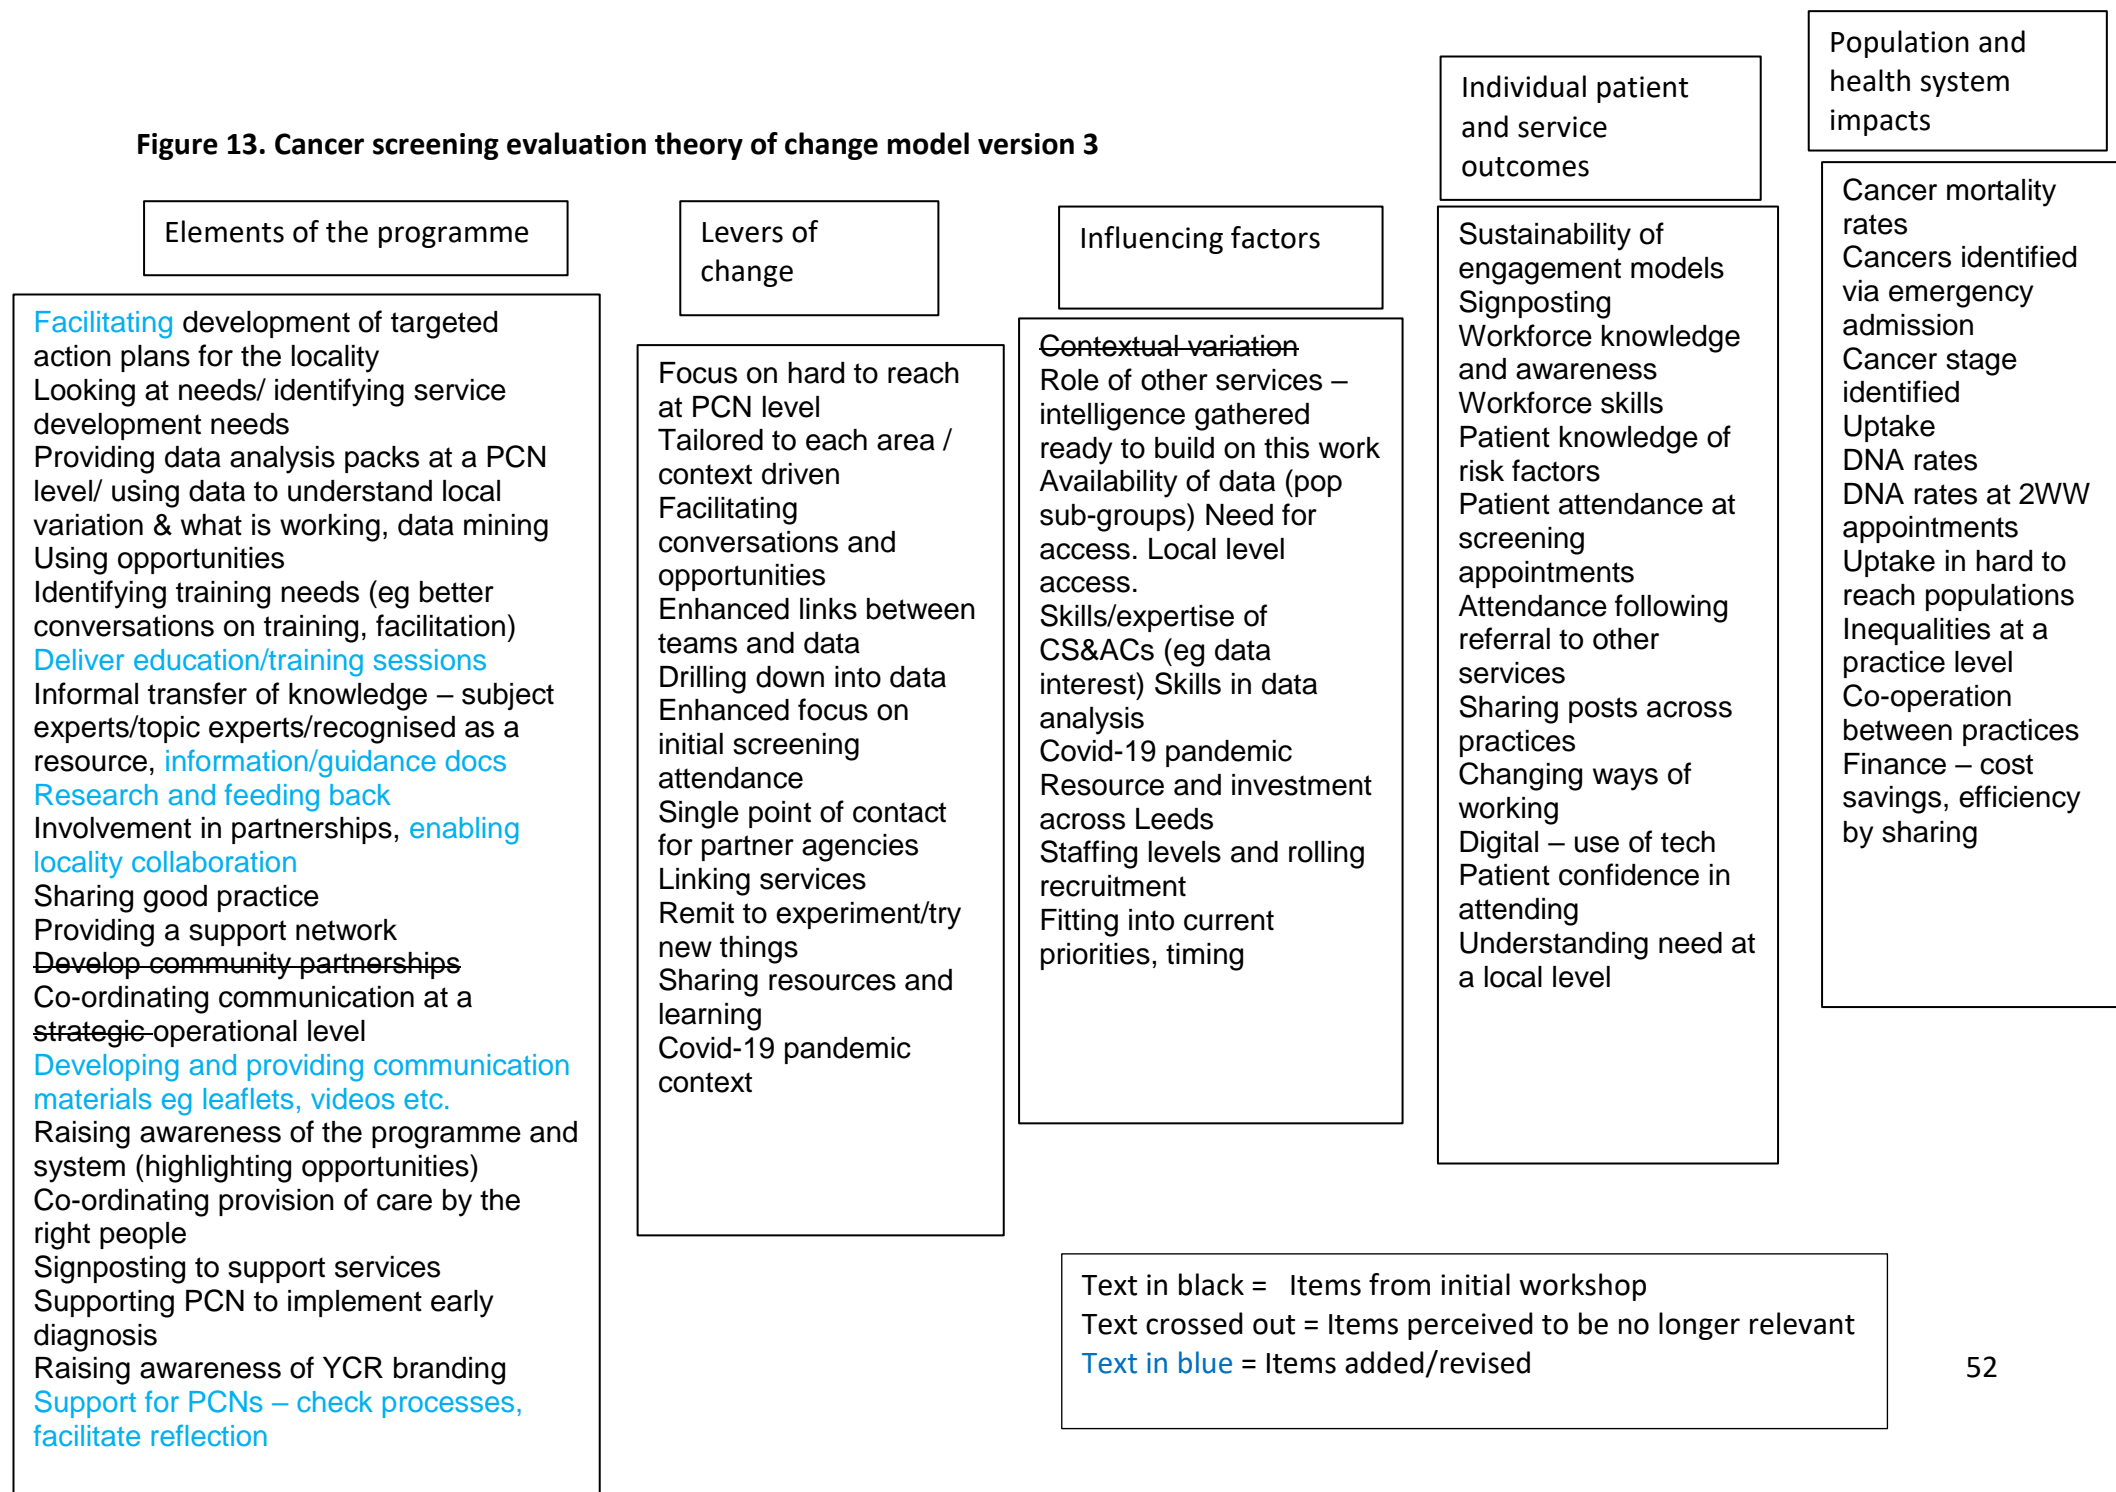 Figure 13. Cancer screening evaluation theory of change model version 3
Elements of the programme
Facilitating development of targeted
action plans for the locality
Looking at needs/ identifying service
development needs
Providing data analysis packs at a PCN
level/ using data to understand local
variation & what is working, data mining
Using opportunities
Identifying training needs (eg better
conversations on training, facilitation)
Deliver education/training sessions
Informal transfer of knowledge – subject
experts/topic experts/recognised as a
resource, information/guidance docs
Research and feeding back
Involvement in partnerships, enabling
locality collaboration
Sharing good practice
Providing a support network
Develop community partnerships
Co-ordinating communication at a
strategic operational level
Developing and providing communication
materials eg leaflets, videos etc.
Raising awareness of the programme and
system (highlighting opportunities)
Co-ordinating provision of care by the
right people
Signposting to support services
Supporting PCN to implement early
diagnosis
Raising awareness of YCR branding
Support for PCNs – check processes,
facilitate reflection
Levers of
change
Focus on hard to reach
at PCN level
Tailored to each area /
context driven
Facilitating
conversations and
opportunities
Enhanced links between
teams and data
Drilling down into data
Enhanced focus on
initial screening
attendance
Single point of contact
for partner agencies
Linking services
Remit to experiment/try
new things
Sharing resources and
learning
Covid-19 pandemic
context
Influencing factors
Contextual variation
Role of other services –
intelligence gathered
ready to build on this work
Availability of data (pop
sub-groups) Need for
access. Local level
access.
Skills/expertise of
CS&ACs (eg data
interest) Skills in data
analysis
Covid-19 pandemic
Resource and investment
across Leeds
Staffing levels and rolling
recruitment
Fitting into current
priorities, timing
Individual patient
and service
outcomes
Sustainability of
engagement models
Signposting
Workforce knowledge
and awareness
Workforce skills
Patient knowledge of
risk factors
Patient attendance at
screening
appointments
Attendance following
referral to other
services
Sharing posts across
practices
Changing ways of
working
Digital – use of tech
Patient confidence in
attending
Understanding need at
a local level
Population and
health system
impacts
Cancer mortality
rates
Cancers identified
via emergency
admission
Cancer stage
identified
Uptake
DNA rates
DNA rates at 2WW
appointments
Uptake in hard to
reach populations
Inequalities at a
practice level
Co-operation
between practices
Finance – cost
savings, efficiency
by sharing
Text in black =   Items from initial workshop
Text crossed out = Items perceived to be no longer relevant
Text in blue = Items added/revised
52